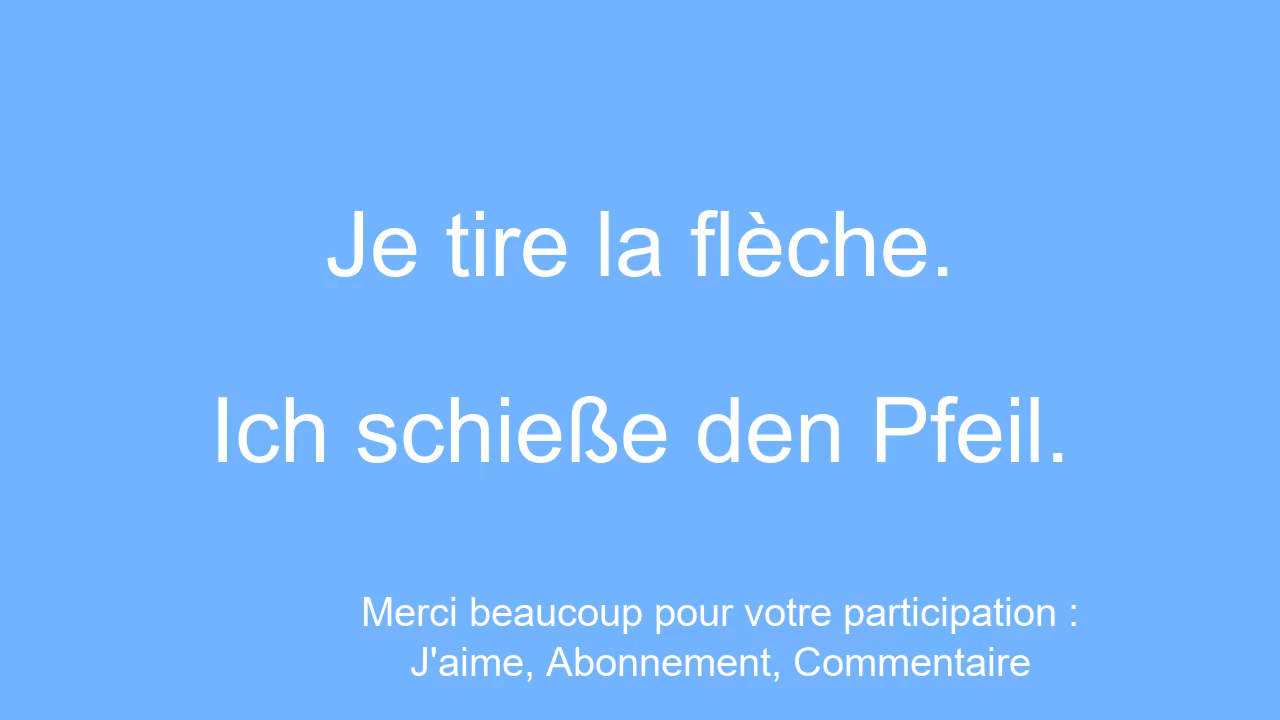 Je tire la flèche.
Ich schieße den Pfeil.
Merci beaucoup pour votre participation :
J'aime, Abonnement, Commentaire